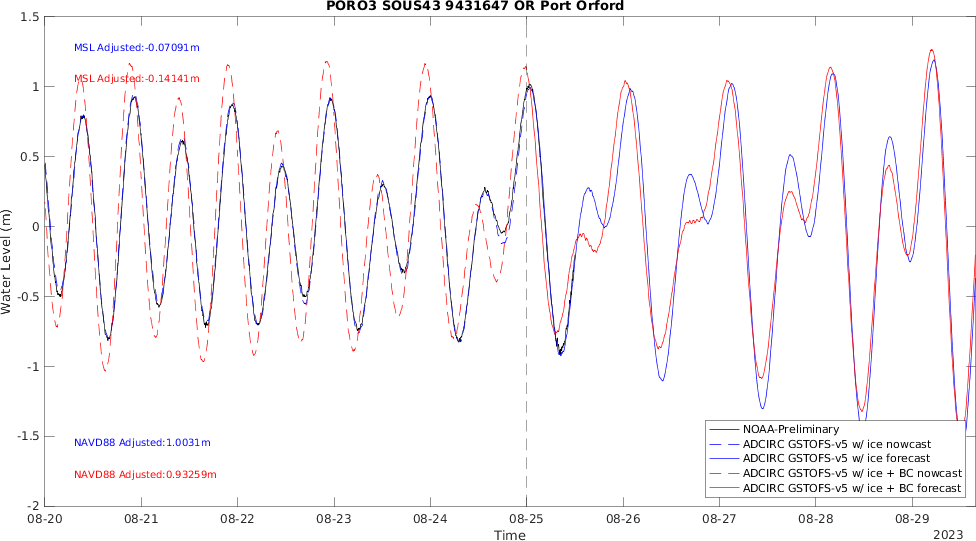 PORO3 SOUS43 9431647 OR Port Orford
1.5
MSL Adjusted:-0.07091m
MSL Adjusted:-0.14141m
1
0.5
0
-0.5
-1
-1.5
-2
Water Level (m)
NAVD88 Adjusted:1.0031m
NAVD88 Adjusted:0.93259m
NOAA-Preliminary
ADCIRC GSTOFS-v5 w/ ice nowcast
ADCIRC GSTOFS-v5 w/ ice forecast
ADCIRC GSTOFS-v5 w/ ice + BC nowcast
ADCIRC GSTOFS-v5 w/ ice + BC forecast
08-20 08-21 08-22 08-23 08-24 08-25 08-26 08-27 08-28 08-29
Time
2023